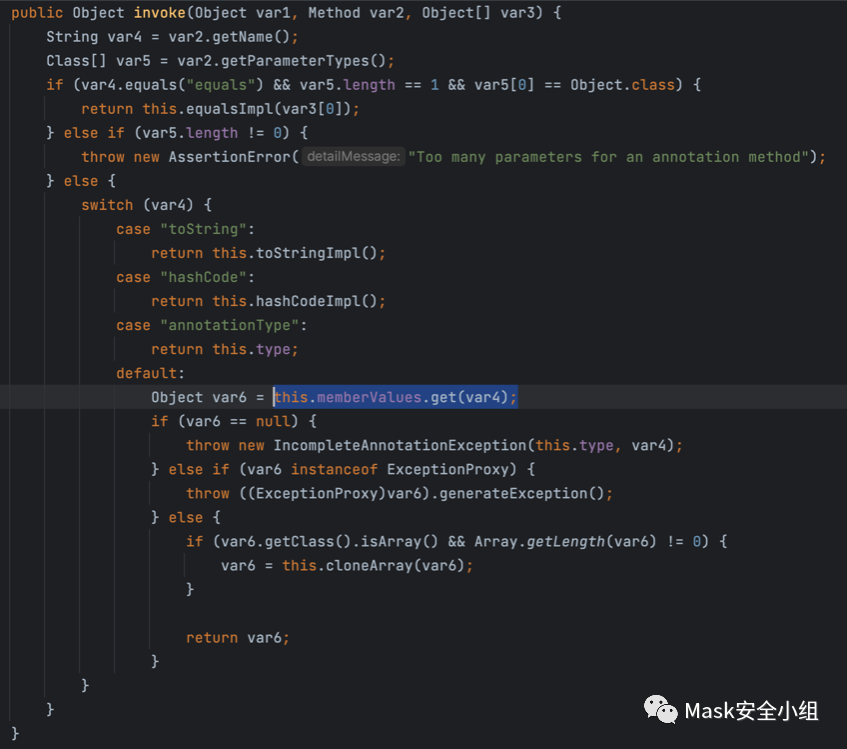 public Object invoke(Object var1, Method var2, Object[] var3) {
    String var4 = var2.getName();
    Class[] var5 = var2.getParameterTypes();
    if (var4.equals("equals") && var5.length == 1 && var5[0] == Object.class) {
        return this.equalsImpl(var3[0]);
    } else if (var5.length != 0) {
        throw new AssertionError( detailMessage: "Too many parameters for an annotation method");
    } else {
        switch (var4) {
            case "toString":
                return this.toStringImpl();
            case "hashCode":
                return this.hashCodeImpl();
            case "annotationType":
                return this.type;
            default:
                Object var6 = this.memberValues.get(var4);
                if (var6 == null) {
                    throw new IncompleteAnnotationException(this.type, var4);
                } else if (var6 instanceof ExceptionProxy) {
                    throw ((ExceptionProxy)var6).generateException();
                } else {
                    if (var6.getClass().isArray() && Array.getLength(var6) != 0) {
                        var6 = this.cloneArray(var6);
                    }

                    return var6;
                }
        }
    }
}
Mask安全小组